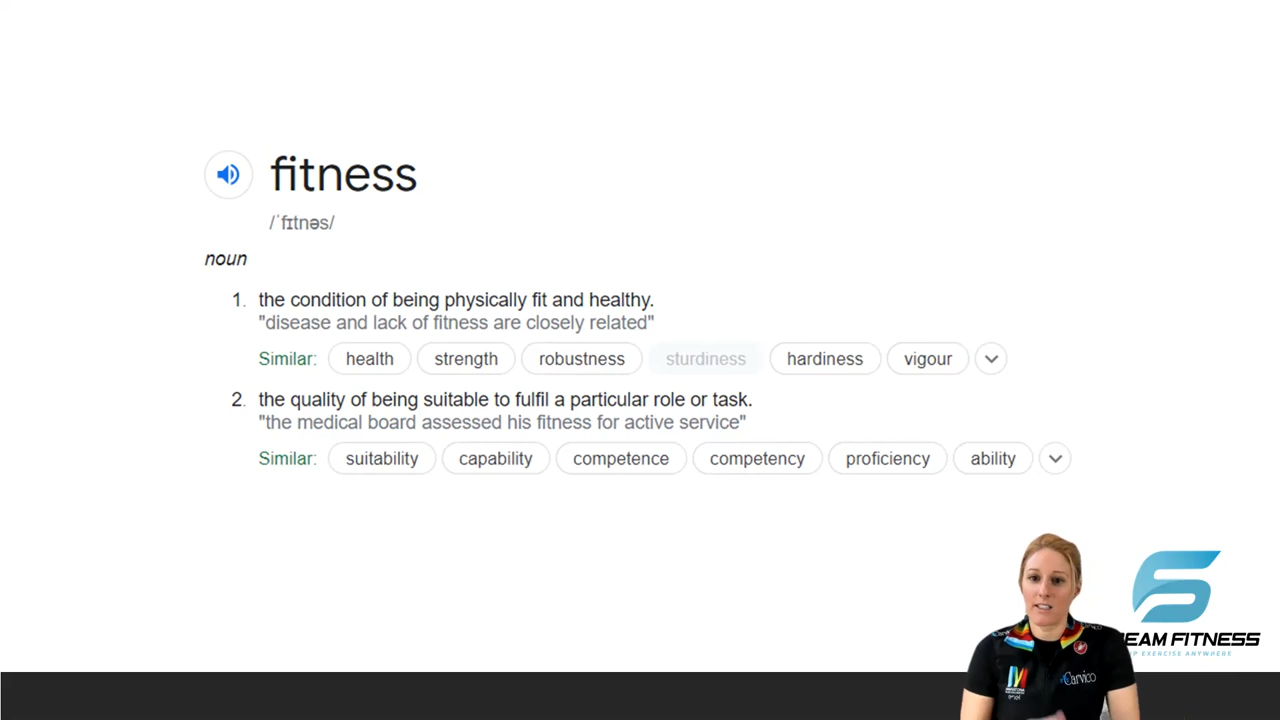 fitness
/ˈfɪtnəs/
noun
1. the condition of being physically fit and healthy.
"disease and lack of fitness are closely related"
Similar: health strength robustness sturdiness hardiness vigour
2. the quality of being suitable to fulfil a particular role or task.
"the medical board assessed his fitness for active service"
Similar: suitability capability competence competency proficiency ability
EAM FITNESS
EXERCISE ANYWHERE
Carvico